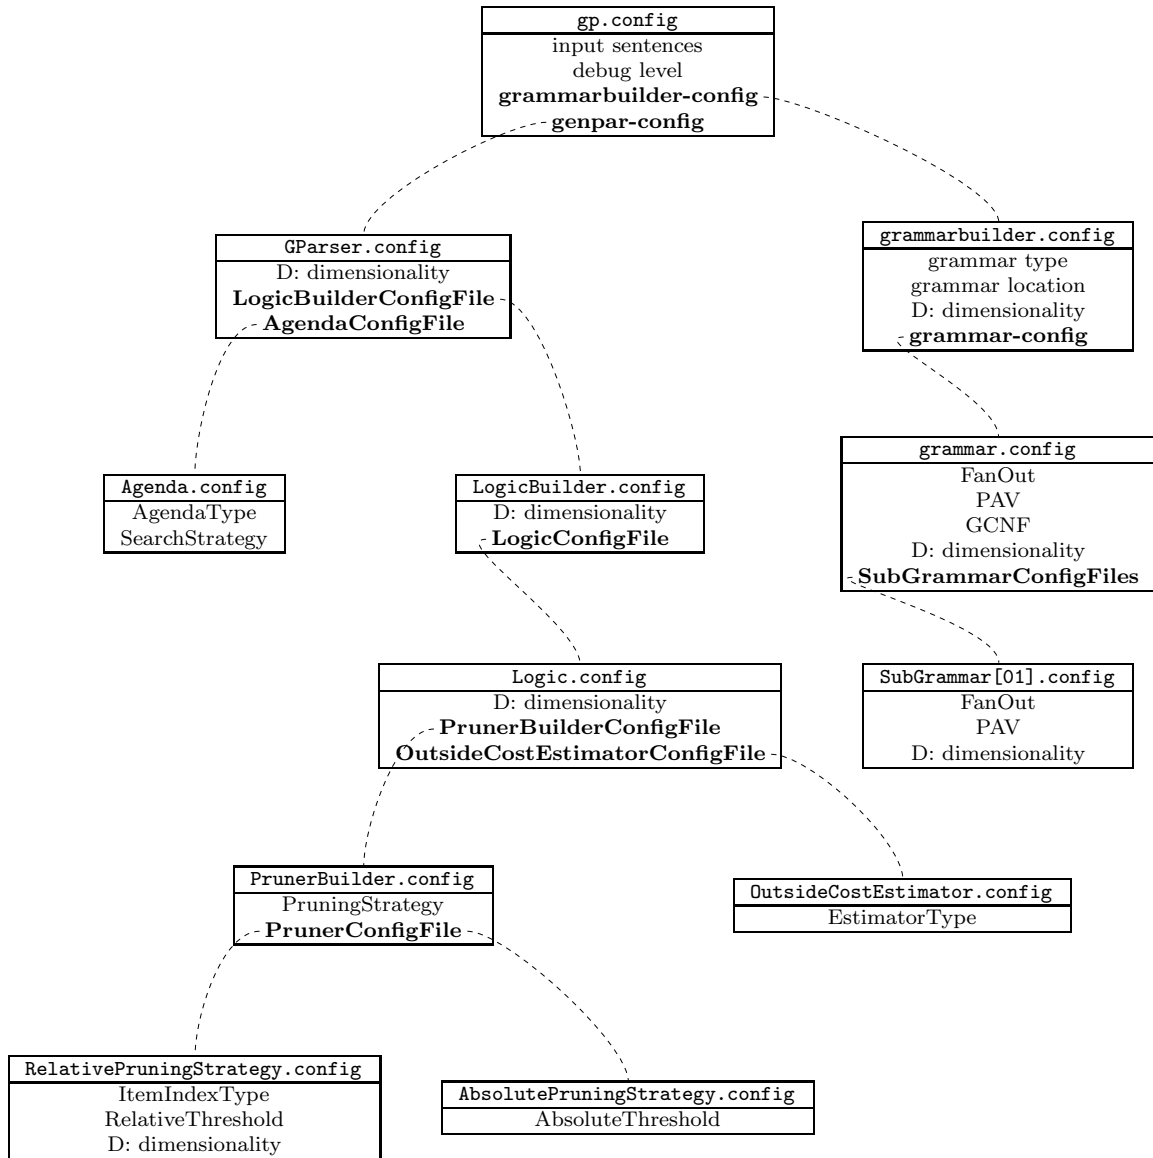 gp.config
input sentences
debug level
grammarbuilder-config
genpar-config
GParser.config
D: dimensionality
LogicBuilderConfigFile
AgendaConfigFile
grammarbuilder.config
grammar type
grammar location
D: dimensionality
grammar-config
Agenda.config
AgendaType
SearchStrategy
LogicBuilder.config
D: dimensionality
LogicConfigFile
grammar.config
FanOut
PAV
GCNF
D: dimensionality
SubGrammarConfigFiles
Logic.config
D: dimensionality
PrunerBuilderConfigFile
OutsideCostEstimatorConfigFile
SubGrammar[01].config
FanOut
PAV
D: dimensionality
PrunerBuilder.config
PruningStrategy
PrunerConfigFile
OutsideCostEstimator.config
EstimatorType
RelativePruningStrategy.config
ItemIndexType
RelativeThreshold
D: dimensionality
AbsolutePruningStrategy.config
AbsoluteThreshold